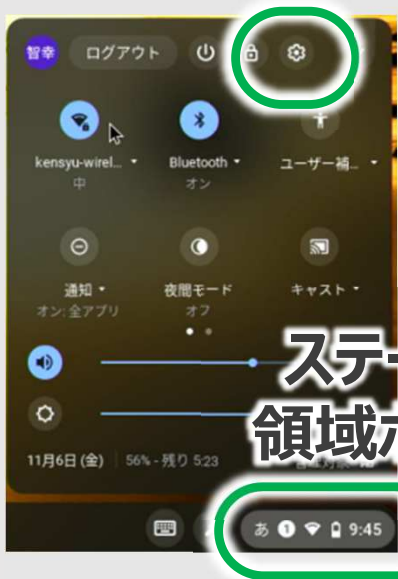 智幸 ログアウト
kensyu-wirel... Bluetooth ユーザー補...
中 オン
通知 夜間モード キャスト
オン: 全アプリ オフ
ステー
領域ホ
11月6日 (金) 56% - 残り 5:23
あ 1 9:45